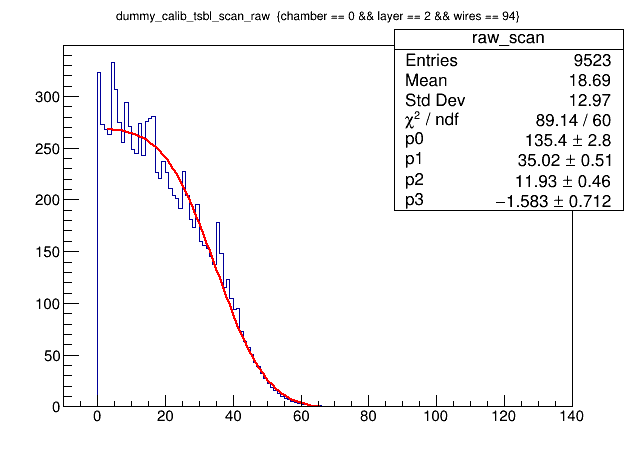 dummy_calib_tsbl_scan_raw {chamber == 0 && layer == 2 && wires == 94}
raw_scan
Entries 9523
Mean 18.69
Std Dev 12.97
χ² / ndf 89.14 / 60
p0 135.4 ± 2.8
p1 35.02 ± 0.51
p2 11.93 ± 0.46
p3 −1.583 ± 0.712
300
250
200
150
100
50
0
0 20 40 60 80 100 120 140